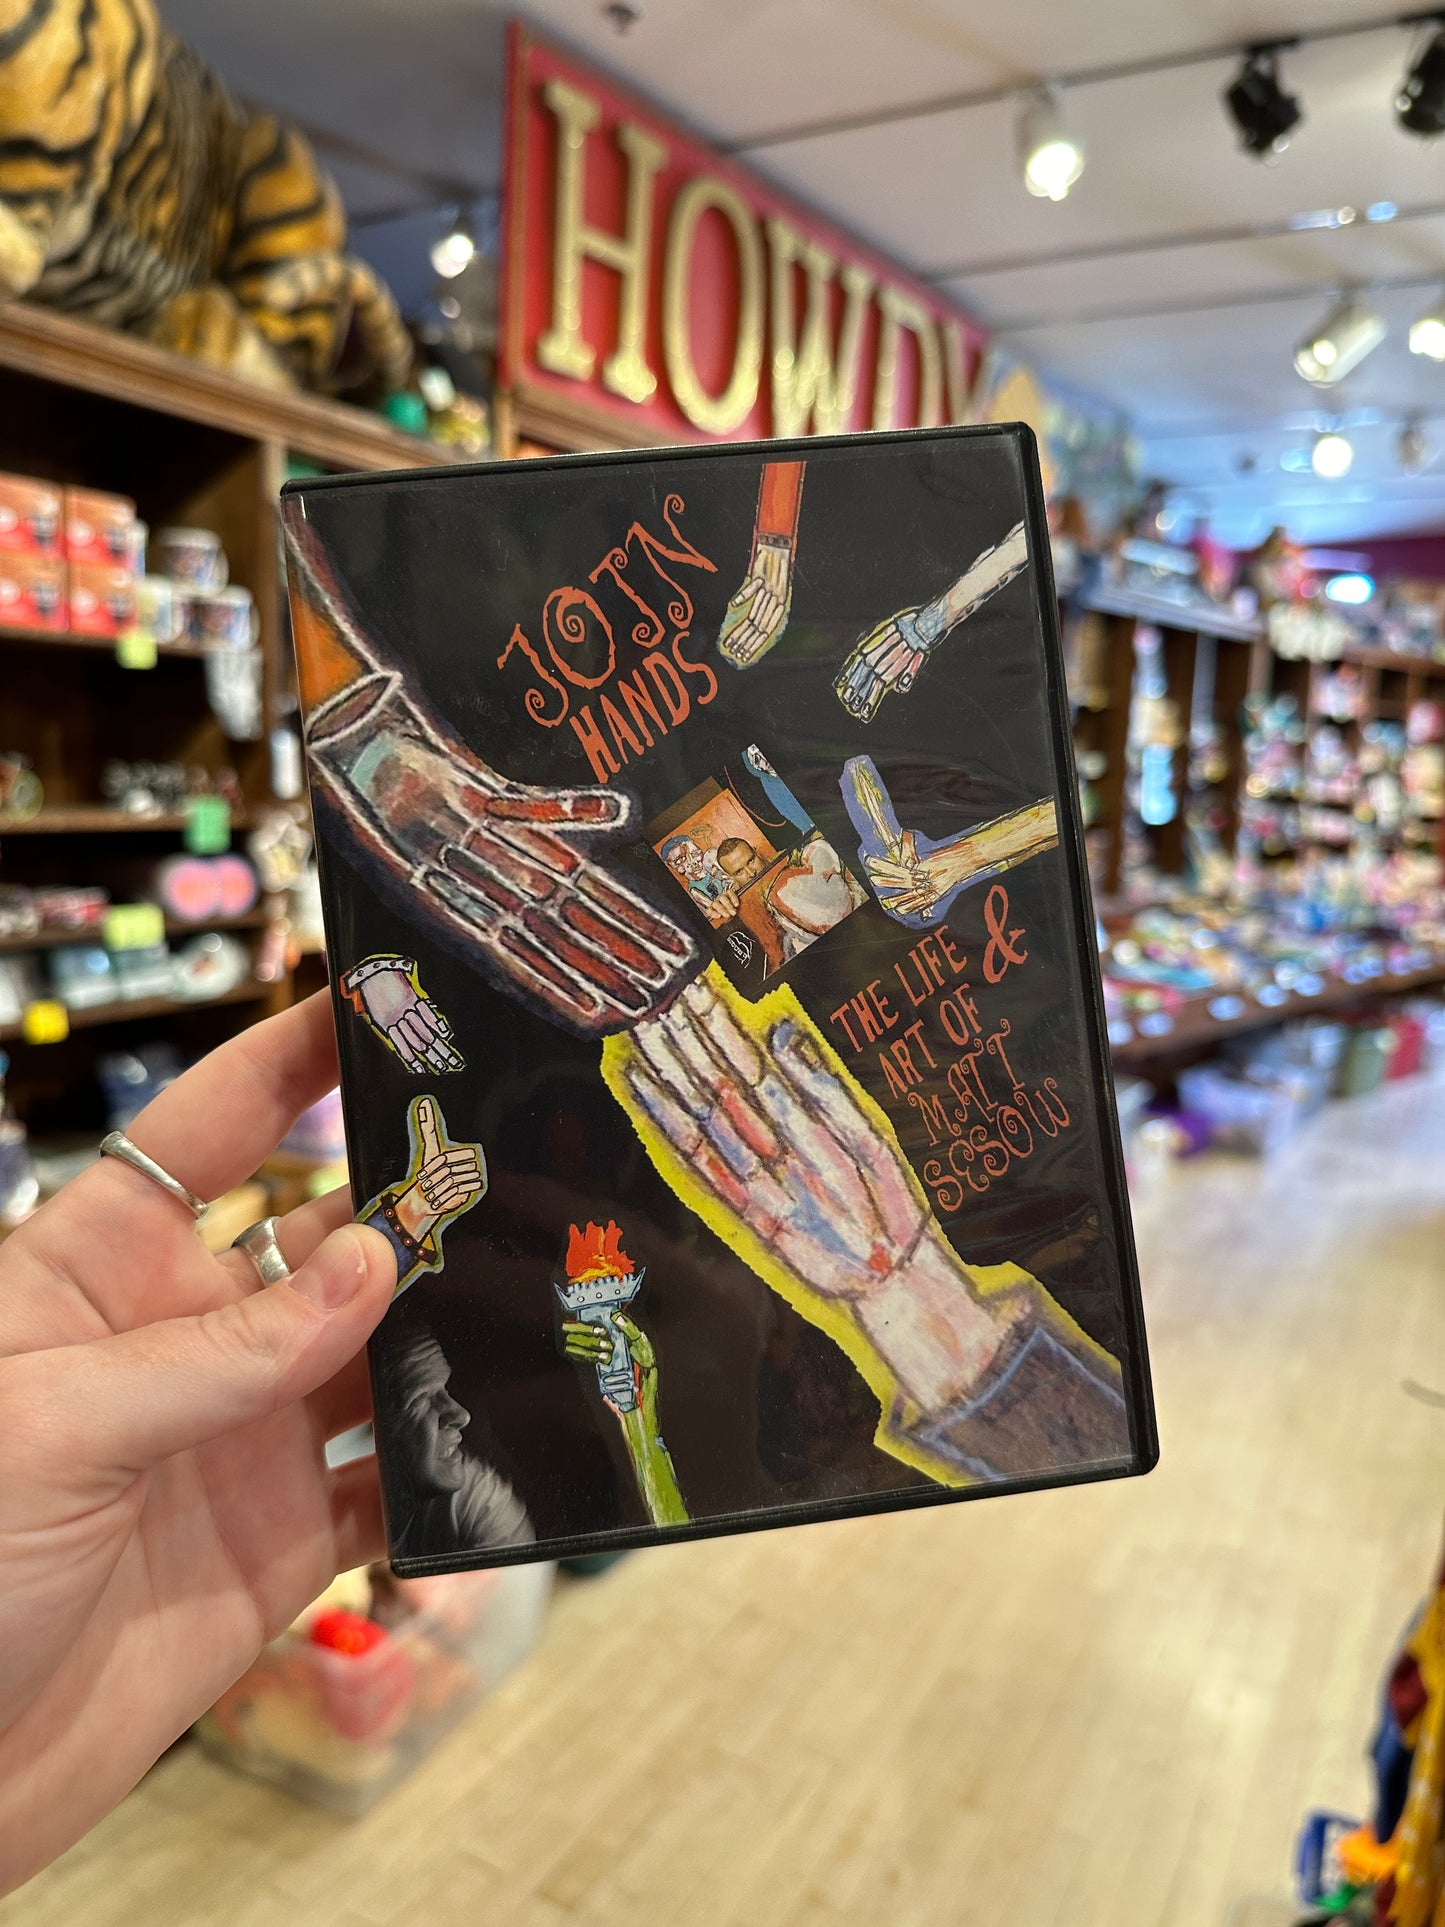 HOWDY
JOIN
HANDS
&
THE LIFE
ART OF
MATT
SESOW